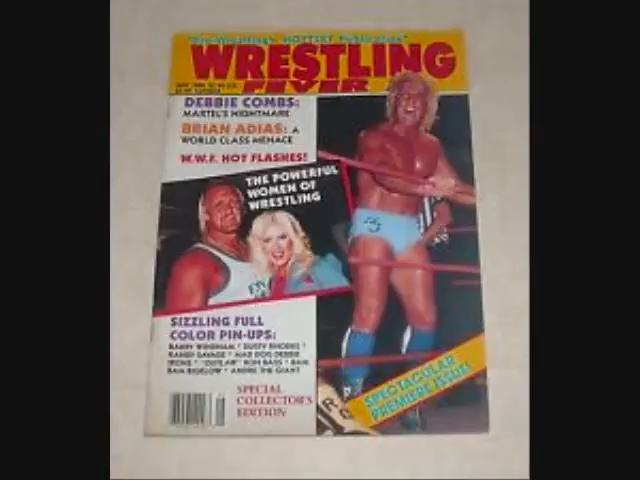 "Pro-Wrestling's HOTTEST Publication"
WRESTLING
FEVER
DEBBIE COMBS:
MARTEL'S NIGHTMARE
BRIAN ADIAS: A
WORLD CLASS MENACE
W.W.F. HOT FLASHES!
THE POWERFUL
WOMEN OF
WRESTLING
SIZZLING FULL
COLOR PIN-UPS:
BARRY WINDHAM * DUSTY RHODES *
RANDY SAVAGE * MAD DOG DEBBIE
IRONS * "OUTLAW" RON BASS * BAM
BAM BIGELOW * ANDRE THE GIANT
SPECIAL
COLLECTOR'S
EDITION
SPECTACULAR
PREMIERE ISSUE!